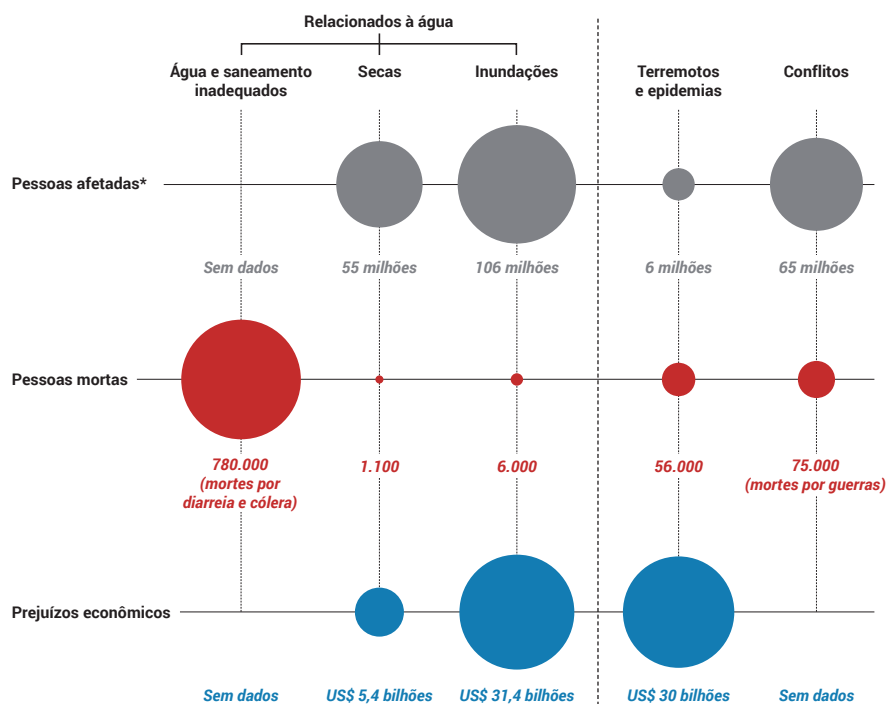 Relacionados à água
Água e saneamento
inadequados
Secas
Inundações
Terremotos
e epidemias
Conflitos
Pessoas afetadas*
Sem dados
55 milhões
106 milhões
6 milhões
65 milhões
Pessoas mortas
780.000
(mortes por
diarreia e cólera)
1.100
6.000
56.000
75.000
(mortes por guerras)
Prejuízos econômicos
Sem dados
US$ 5,4 bilhões
US$ 31,4 bilhões
US$ 30 bilhões
Sem dados